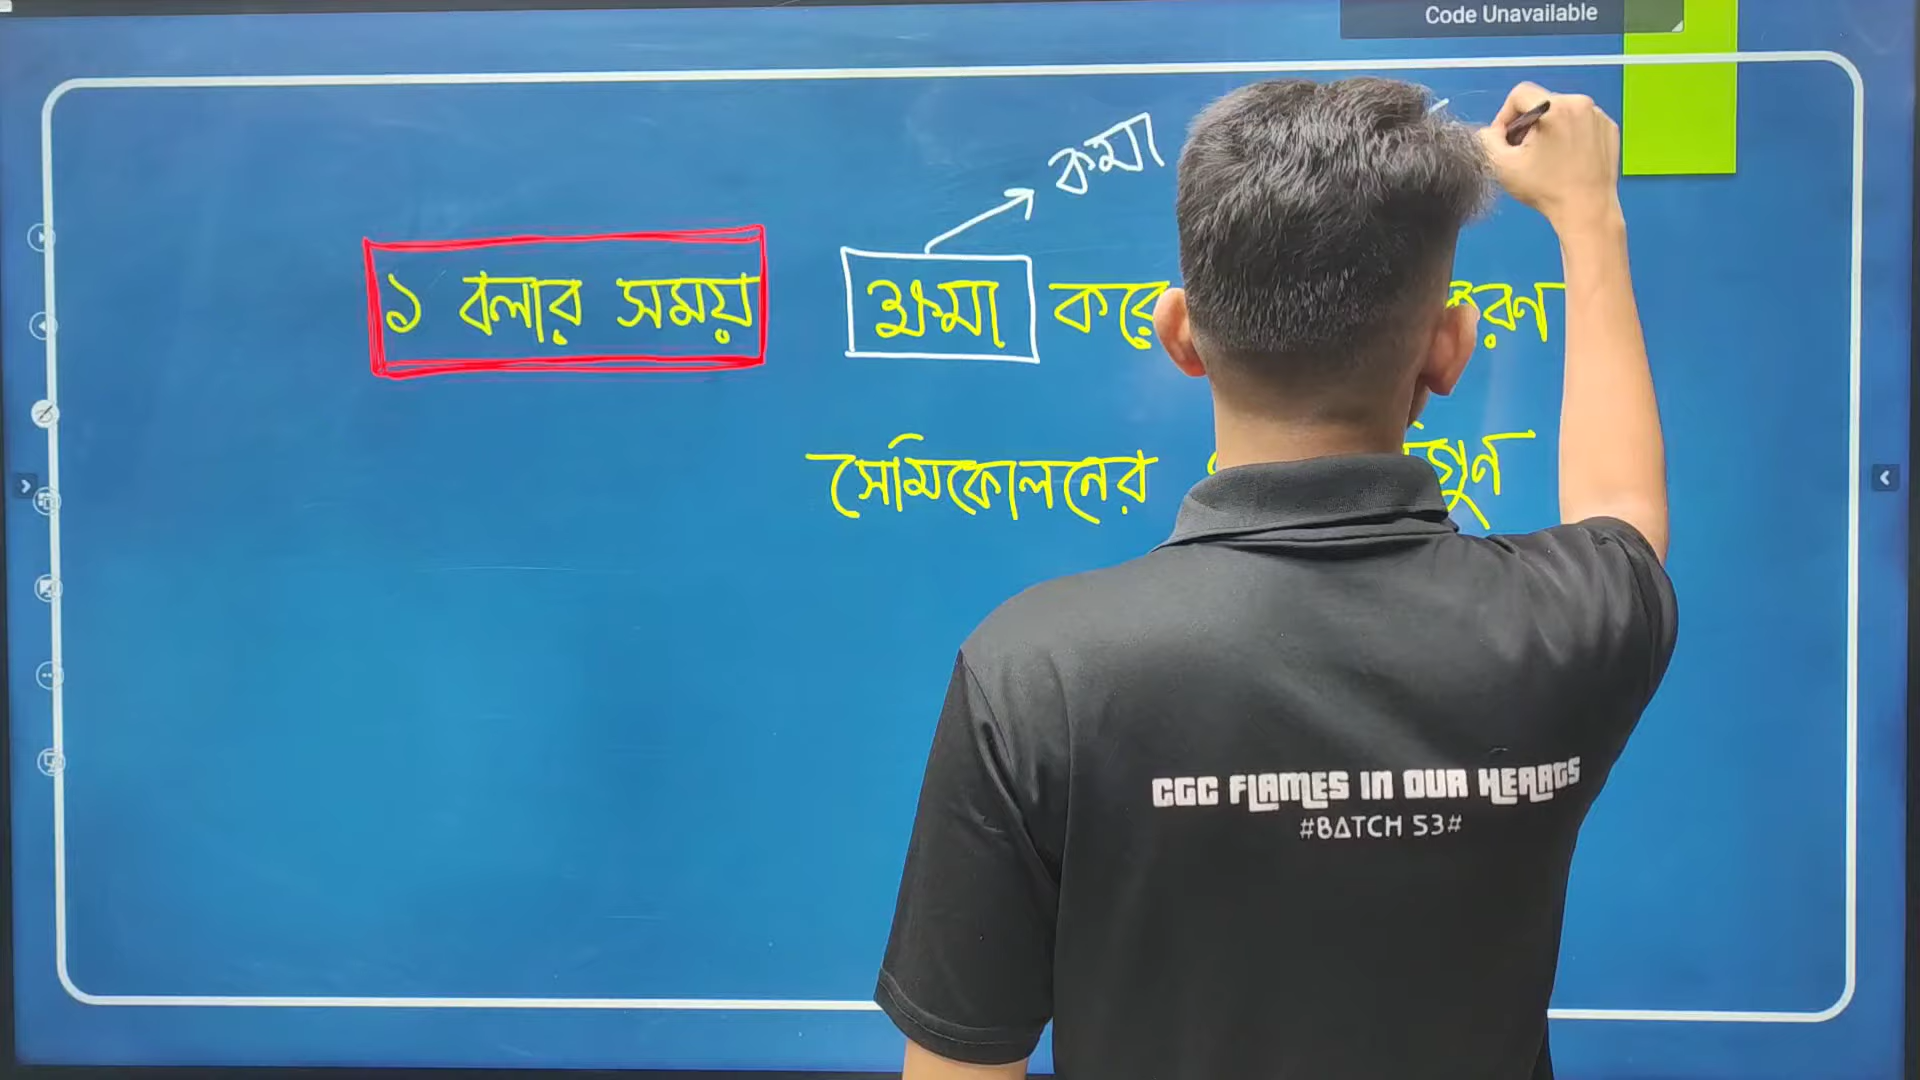 Code Unavailable
কমা
১ বলার সময় ক্ষমা করে
সেমিকোলনের
CGC FLAMES IN OUR HEARTS
#BATCH 53#